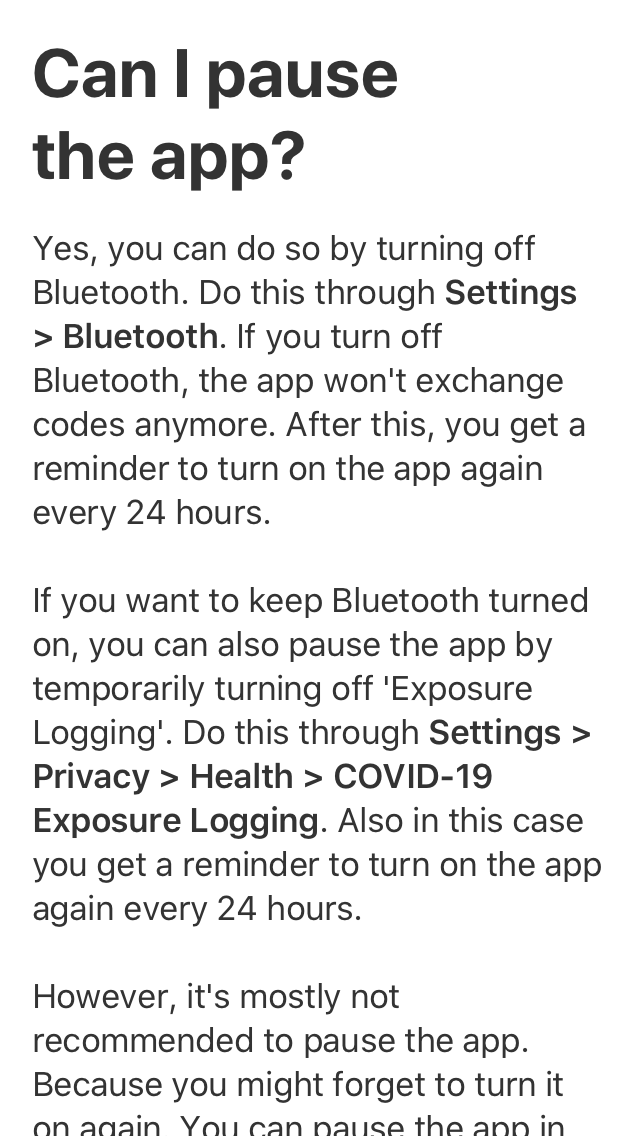 Can I pause
the app?
Yes, you can do so by turning off
Bluetooth. Do this through Settings
> Bluetooth. If you turn off
Bluetooth, the app won't exchange
codes anymore. After this, you get a
reminder to turn on the app again
every 24 hours.
If you want to keep Bluetooth turned
on, you can also pause the app by
temporarily turning off 'Exposure
Logging'. Do this through Settings >
Privacy > Health > COVID-19
Exposure Logging. Also in this case
you get a reminder to turn on the app
again every 24 hours.
However, it's mostly not
recommended to pause the app.
Because you might forget to turn it
on again. You can pause the app in